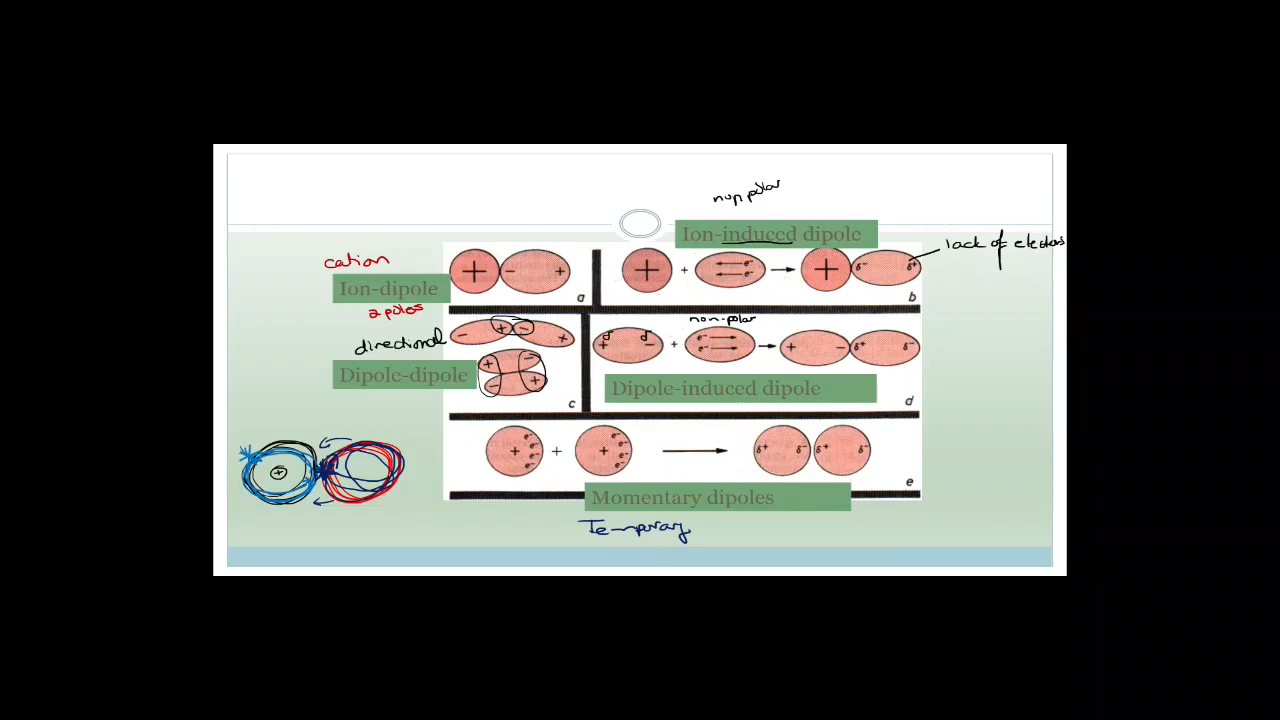 non polar
Ion-induced dipole
lack of electrons
cation
Ion-dipole
2 poles
+ - +
a
+ + e⁻ e⁻ + δ⁻ δ⁺
b
directional
Dipole-dipole
- + - +
+ - - +
c
non-polar
δ δ
+ - + e⁻ e⁻ + - δ⁺ δ⁻
Dipole-induced dipole
d
+ e⁻ e⁻ e⁻ e⁻ + + e⁻ e⁻ e⁻ e⁻ δ⁺ δ⁻ δ⁺ δ⁻
e
+
Momentary dipoles
Temporary